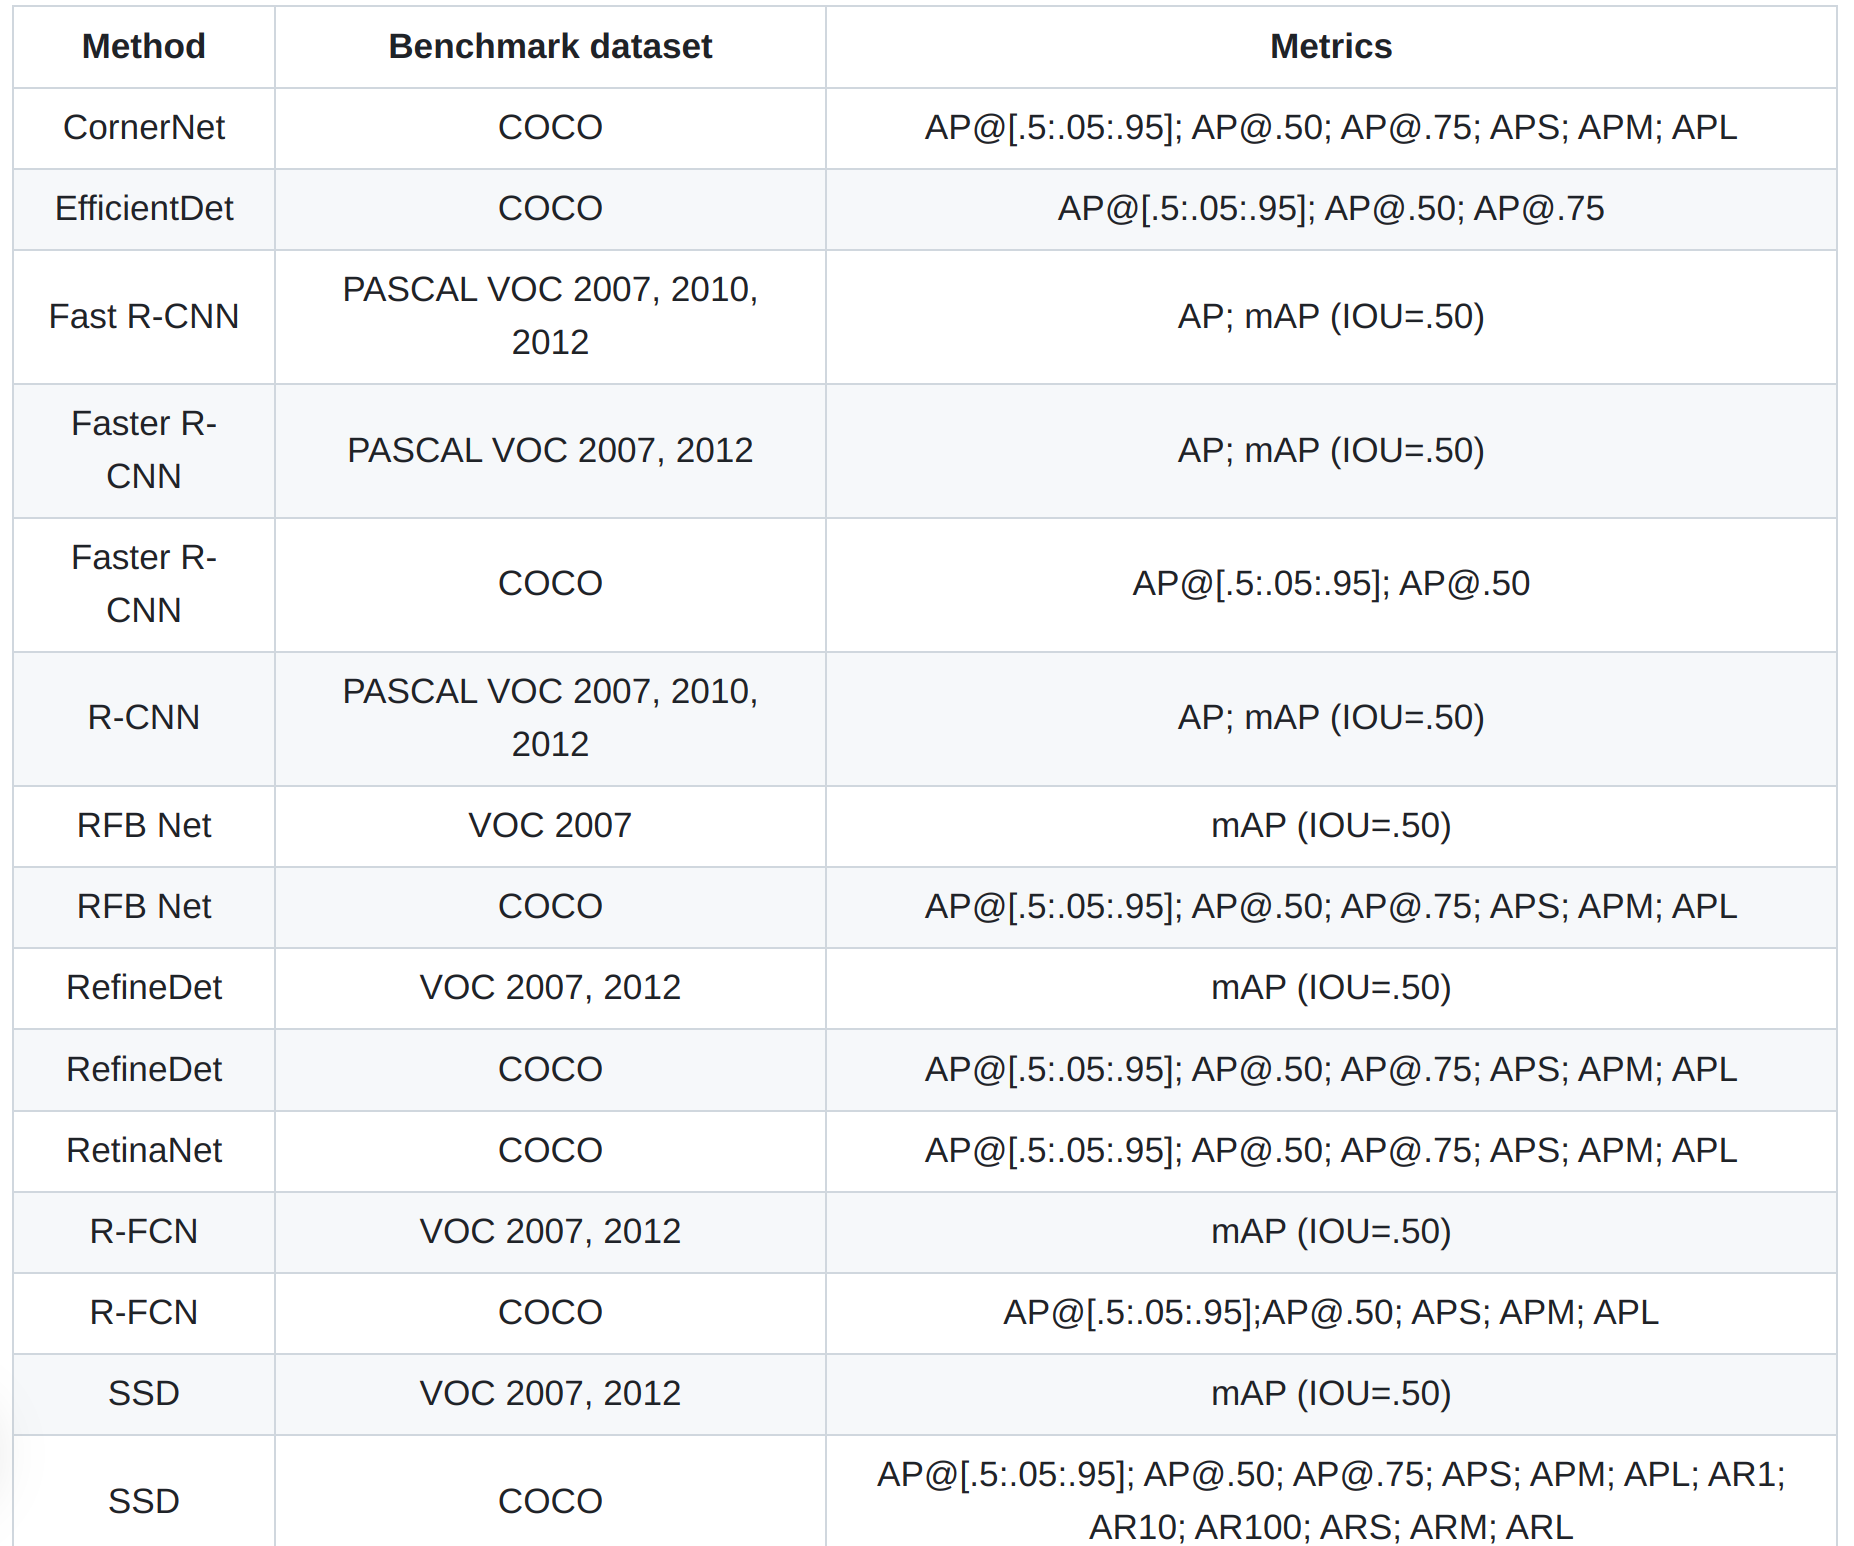 Method Benchmark dataset Metrics
CornerNet COCO AP@[.5:.05:.95]; AP@.50; AP@.75; APS; APM; APL
EfficientDet COCO AP@[.5:.05:.95]; AP@.50; AP@.75
Fast R-CNN PASCAL VOC 2007, 2010,
2012 AP; mAP (IOU=.50)
Faster R-
CNN PASCAL VOC 2007, 2012 AP; mAP (IOU=.50)
Faster R-
CNN COCO AP@[.5:.05:.95]; AP@.50
R-CNN PASCAL VOC 2007, 2010,
2012 AP; mAP (IOU=.50)
RFB Net VOC 2007 mAP (IOU=.50)
RFB Net COCO AP@[.5:.05:.95]; AP@.50; AP@.75; APS; APM; APL
RefineDet VOC 2007, 2012 mAP (IOU=.50)
RefineDet COCO AP@[.5:.05:.95]; AP@.50; AP@.75; APS; APM; APL
RetinaNet COCO AP@[.5:.05:.95]; AP@.50; AP@.75; APS; APM; APL
R-FCN VOC 2007, 2012 mAP (IOU=.50)
R-FCN COCO AP@[.5:.05:.95];AP@.50; APS; APM; APL
SSD VOC 2007, 2012 mAP (IOU=.50)
SSD COCO AP@[.5:.05:.95]; AP@.50; AP@.75; APS; APM; APL; AR1;
AR10; AR100; ARS; ARM; ARL